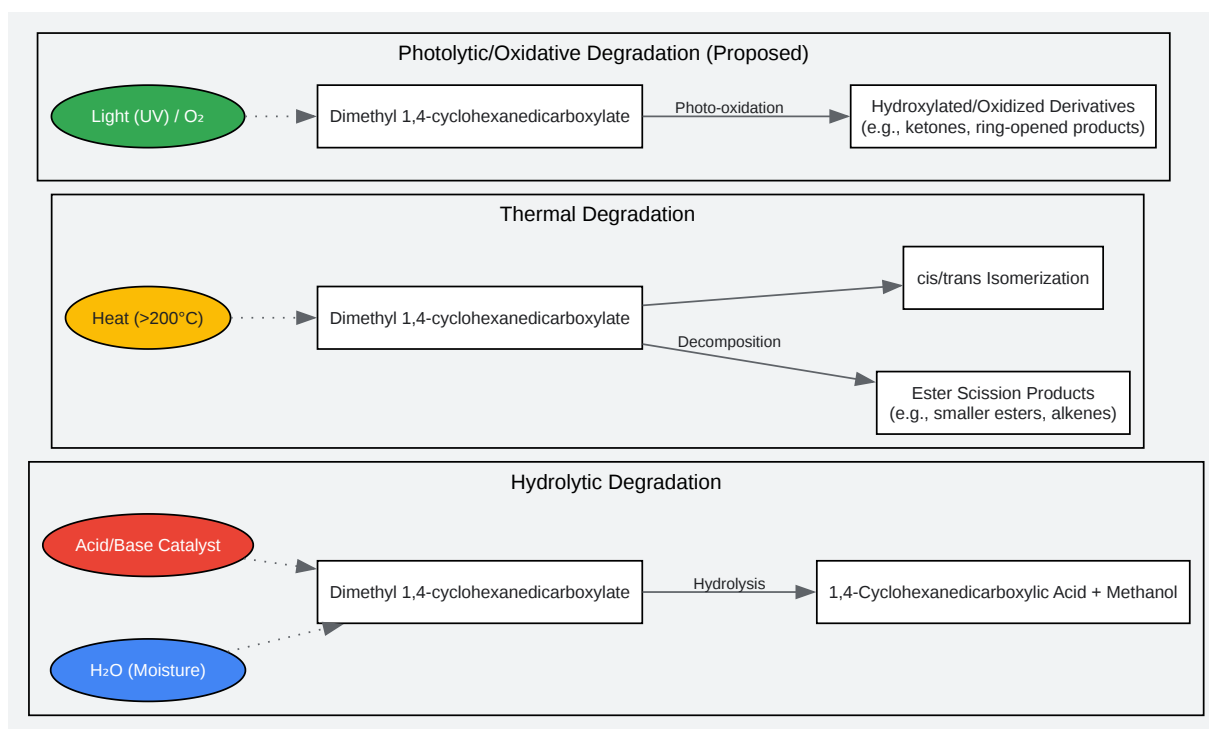 Photolytic/Oxidative Degradation (Proposed)
Light (UV) / O₂
Dimethyl 1,4-cyclohexanedicarboxylate
Photo-oxidation
Hydroxylated/Oxidized Derivatives
(e.g., ketones, ring-opened products)
Thermal Degradation
Heat (>200°C)
Dimethyl 1,4-cyclohexanedicarboxylate
cis/trans Isomerization
Decomposition
Ester Scission Products
(e.g., smaller esters, alkenes)
Hydrolytic Degradation
Acid/Base Catalyst
H₂O (Moisture)
Dimethyl 1,4-cyclohexanedicarboxylate
Hydrolysis
1,4-Cyclohexanedicarboxylic Acid + Methanol